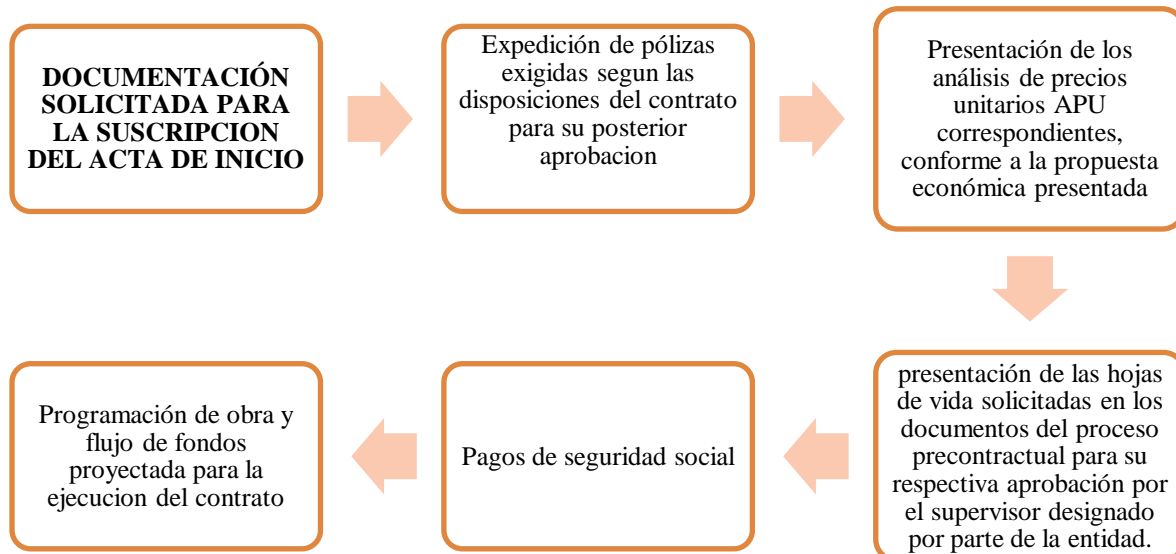 DOCUMENTACIÓN
SOLICITADA PARA
LA SUSCRIPCION
DEL ACTA DE INICIO
Expedición de pólizas
exigidas segun las
disposiciones del contrato
para su posterior
aprobacion
Presentación de los
análisis de precios
unitarios APU
correspondientes,
conforme a la propuesta
económica presentada
presentación de las hojas
de vida solicitadas en los
documentos del proceso
precontractual para su
respectiva aprobación por
el supervisor designado
por parte de la entidad.
Pagos de seguridad social
Programación de obra y
flujo de fondos
proyectada para la
ejecucion del contrato